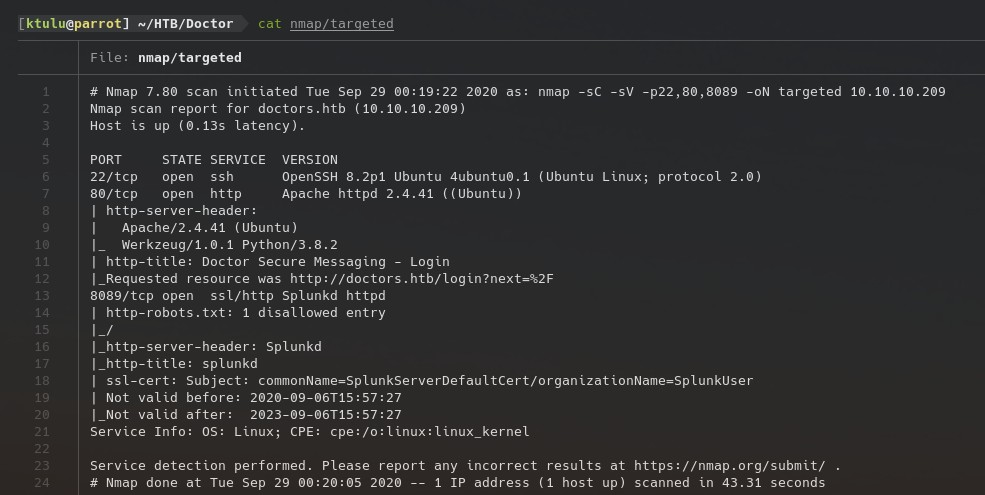 [ktulu@parrot] ~/HTB/Doctor cat nmap/targeted
File: nmap/targeted
1 # Nmap 7.80 scan initiated Tue Sep 29 00:19:22 2020 as: nmap -sC -sV -p22,80,8089 -oN targeted 10.10.10.209
2 Nmap scan report for doctors.htb (10.10.10.209)
3 Host is up (0.13s latency).
4
5 PORT     STATE SERVICE  VERSION
6 22/tcp   open  ssh      OpenSSH 8.2p1 Ubuntu 4ubuntu0.1 (Ubuntu Linux; protocol 2.0)
7 80/tcp   open  http     Apache httpd 2.4.41 ((Ubuntu))
8 | http-server-header:
9 |   Apache/2.4.41 (Ubuntu)
10 |_  Werkzeug/1.0.1 Python/3.8.2
11 | http-title: Doctor Secure Messaging - Login
12 |_Requested resource was http://doctors.htb/login?next=%2F
13 8089/tcp open  ssl/http Splunkd httpd
14 | http-robots.txt: 1 disallowed entry
15 |_/
16 |_http-server-header: Splunkd
17 |_http-title: splunkd
18 | ssl-cert: Subject: commonName=SplunkServerDefaultCert/organizationName=SplunkUser
19 | Not valid before: 2020-09-06T15:57:27
20 |_Not valid after:  2023-09-06T15:57:27
21 Service Info: OS: Linux; CPE: cpe:/o:linux:linux_kernel
22
23 Service detection performed. Please report any incorrect results at https://nmap.org/submit/ .
24 # Nmap done at Tue Sep 29 00:20:05 2020 -- 1 IP address (1 host up) scanned in 43.31 seconds